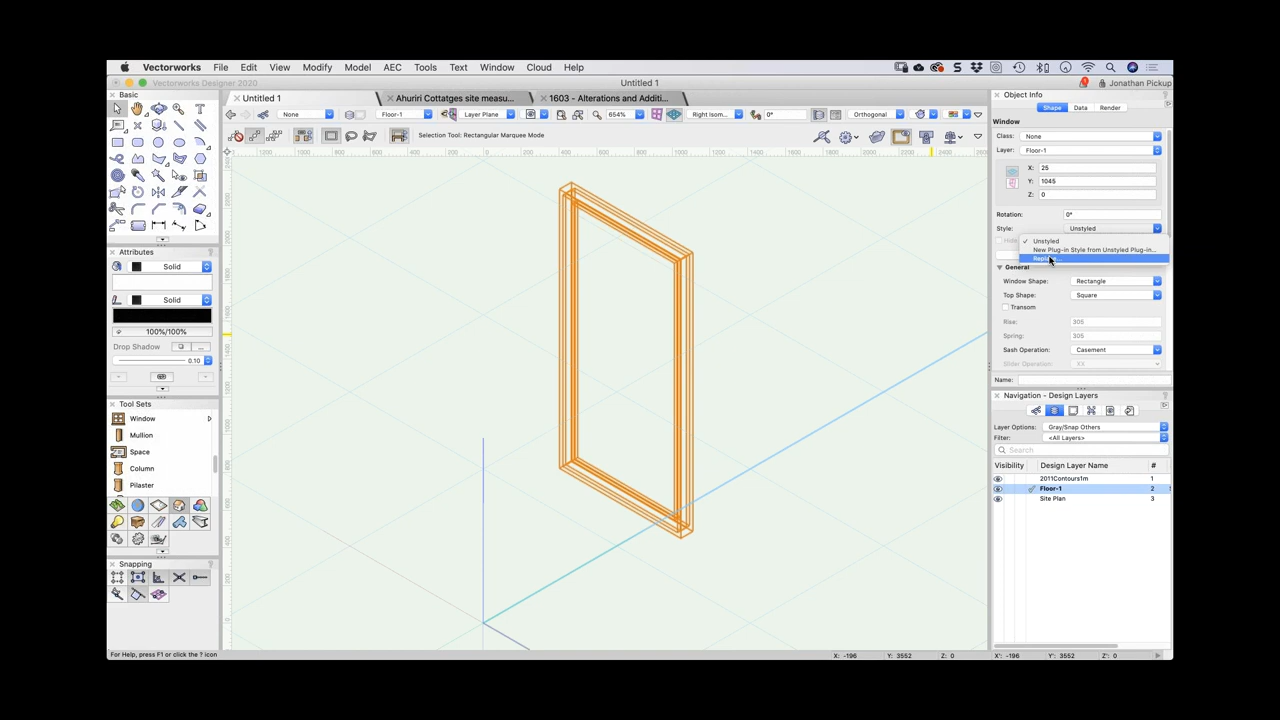 Vectorworks File Edit View Modify Model AEC Tools Text Window Cloud Help
Jonathan Pickup
Vectorworks Designer 2020
Untitled 1
Basic
Untitled 1
Ahuriri Cottatges site measu...
1603 - Alterations and Additi...
None
Floor-1
Layer Plane
654%
Right Isom...
0°
Orthogonal
Selection Tool: Rectangular Marquee Mode
Attributes
Solid
Solid
100%/100%
Drop Shadow
0.10
Tool Sets
Window
Mullion
Space
Column
Pilaster
Snapping
For Help, press F1 or click the ? icon
X: -196 Y: 3552 Z: 0
Object Info
Shape Data Render
Window
Class: None
Layer: Floor-1
X: 25
Y: 1045
Z: 0
Rotation: 0°
Style: Unstyled
Unstyled
New Plug-in Style from Unstyled Plug-in...
General
Window Shape: Rectangle
Top Shape: Square
Transom
Rise: 305
Spring: 305
Sash Operation: Casement
Slider Operation: XX
Name:
Navigation - Design Layers
Layer Options: Gray/Snap Others
Filter: <All Layers>
Search
Visibility Design Layer Name #
2011Contours1m 1
Floor-1 2
Site Plan 3
X': -196 Y': 3552 Z': 0